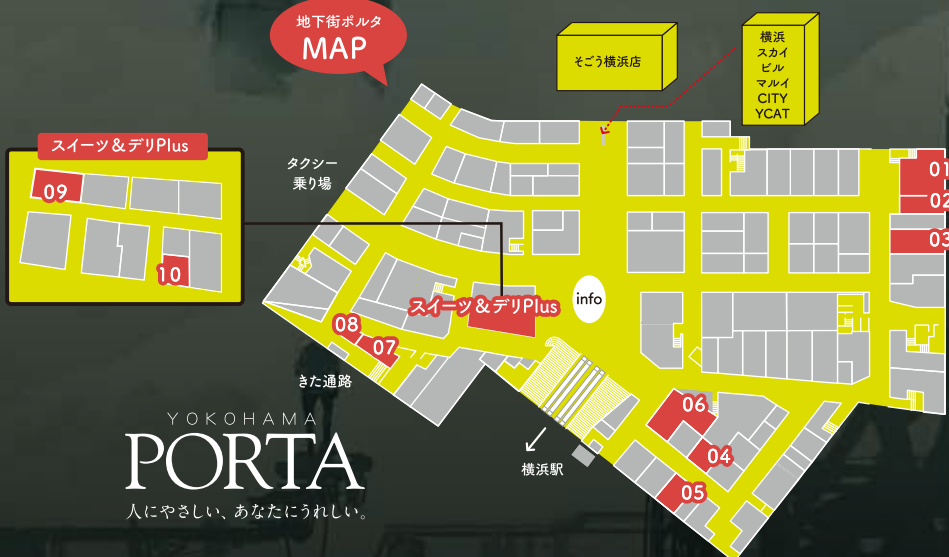 地下街ポルタ
MAP
そごう横浜店
横浜
スカイ
ビル
マルイ
CITY
YCAT
スイーツ&デリPlus
タクシー
乗り場
01
02
03
09
10
info
スイーツ&デリPlus
08
07
きた通路
06
04
05
横浜駅
YOKOHAMA
PORTA
人にやさしい、あなたにうれしい。